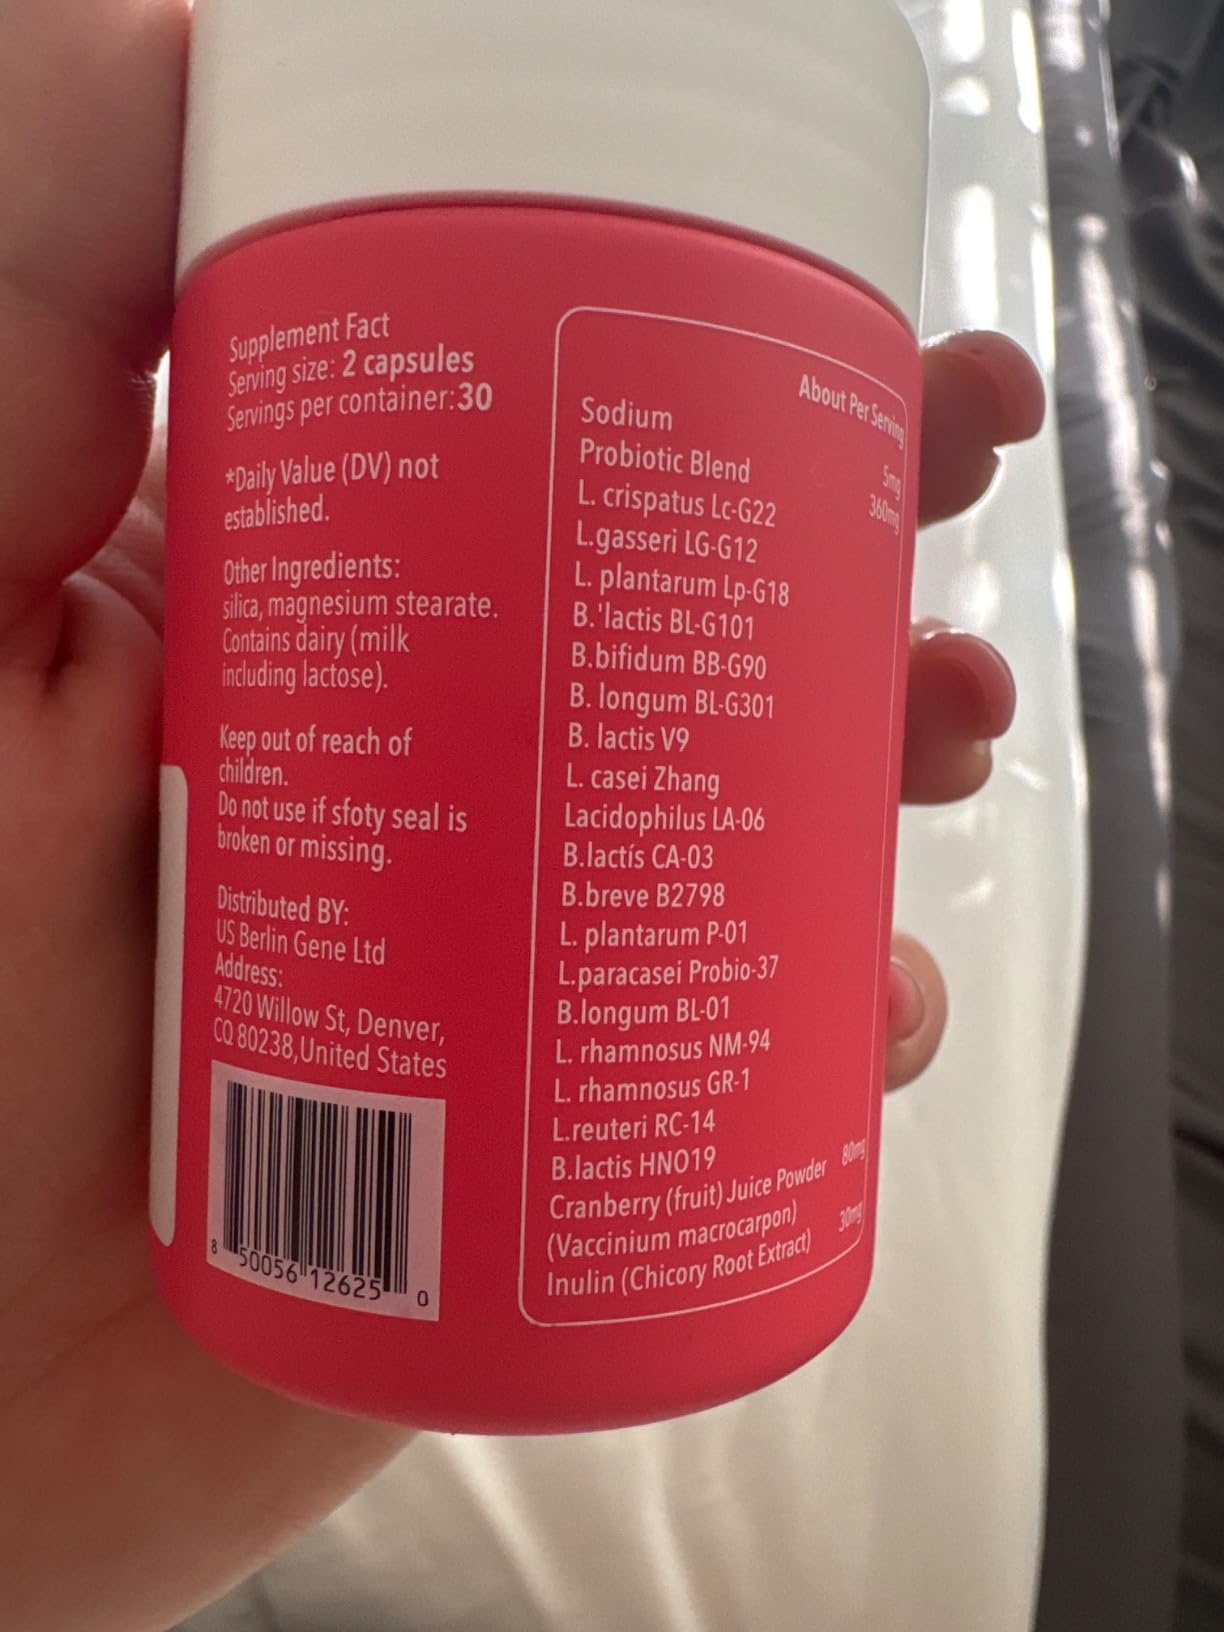 Supplement Fact
Serving size: 2 capsules
Servings per container:30
*Daily Value (DV) not
established.
Other Ingredients:
silica, magnesium stearate.
Contains dairy (milk
including lactose).
Keep out of reach of
children.
Do not use if sfoty seal is
broken or missing.
Distributed BY:
US Berlin Gene Ltd
Address:
4720 Willow St, Denver,
CQ 80238,United States
8 50056 12625 0
About Per Serving
Sodium 5mg
Probiotic Blend 360mg
L. crispatus Lc-G22
L.gasseri LG-G12
L. plantarum Lp-G18
B.'lactis BL-G101
B.bifidum BB-G90
B. longum BL-G301
B. lactis V9
L. casei Zhang
Lacidophilus LA-06
B.lactís CA-03
B.breve B2798
L. plantarum P-01
L.paracasei Probio-37
B.longum BL-01
L. rhamnosus NM-94
L. rhamnosus GR-1
L.reuteri RC-14
B.lactis HNO19
Cranberry (fruit) Juice Powder 80mg
(Vaccinium macrocarpon)
Inulin (Chicory Root Extract) 30mg